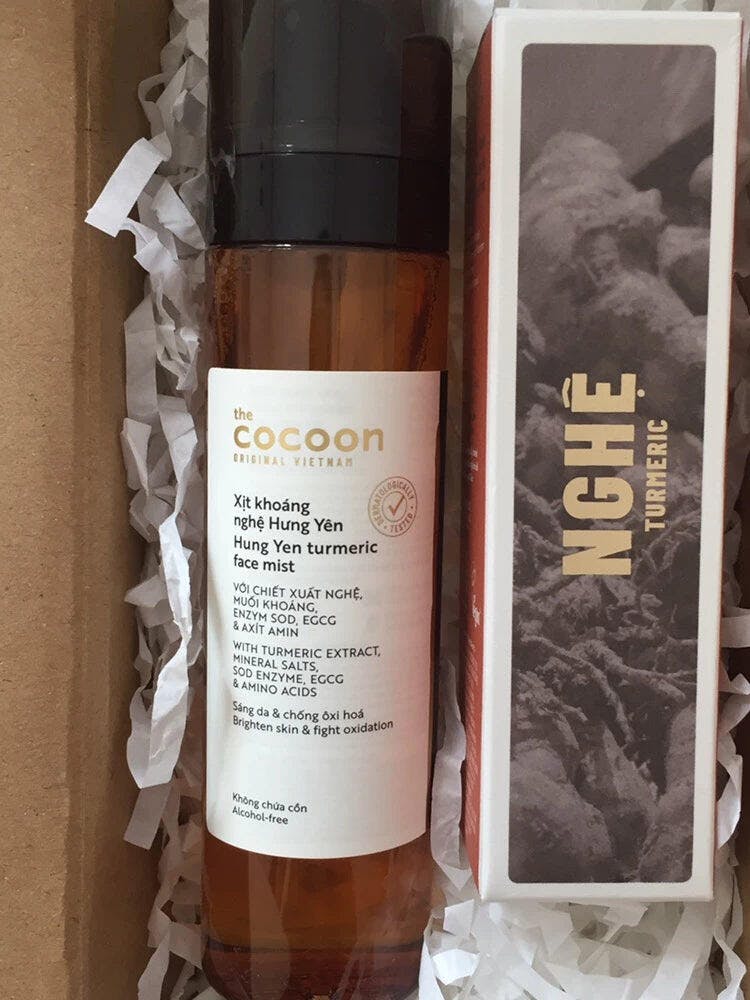 the
cocoon
ORIGINAL VIETNAM
DERMATOLOGICALLY
TESTED
Xịt khoáng
nghệ Hưng Yên
Hung Yen turmeric
face mist
VỚI CHIẾT XUẤT NGHỆ,
MUỐI KHOÁNG,
ENZYM SOD, EGCG
& AXÍT AMIN
WITH TURMERIC EXTRACT,
MINERAL SALTS,
SOD ENZYME, EGCG
& AMINO ACIDS
Sáng da & chống ôxi hoá
Brighten skin & fight oxidation
Không chứa cồn
Alcohol-free
NGHỆ
TURMERIC